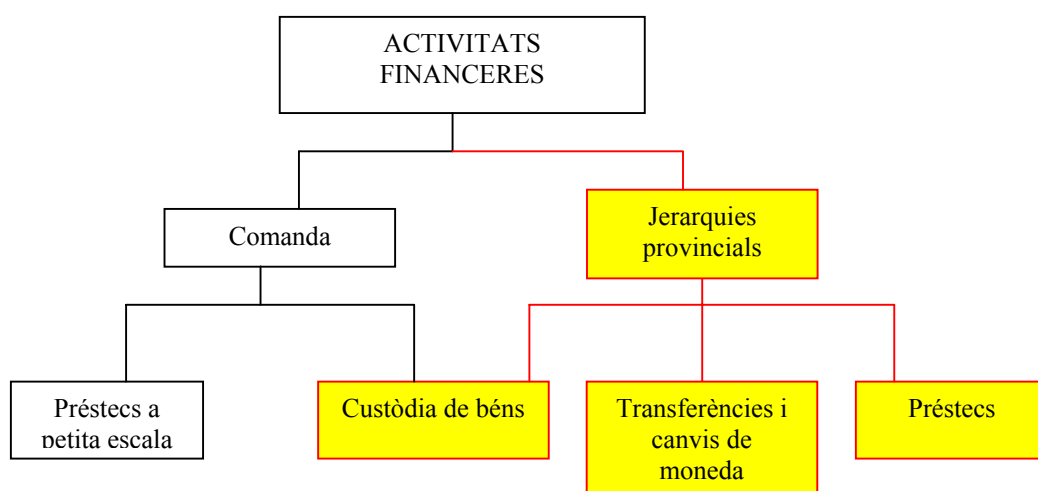 ACTIVITATS
FINANCERES
Comanda
Jerarquies
provincials
Préstecs a
petita escala
Custòdia de béns
Transferències i
canvis de
moneda
Préstecs